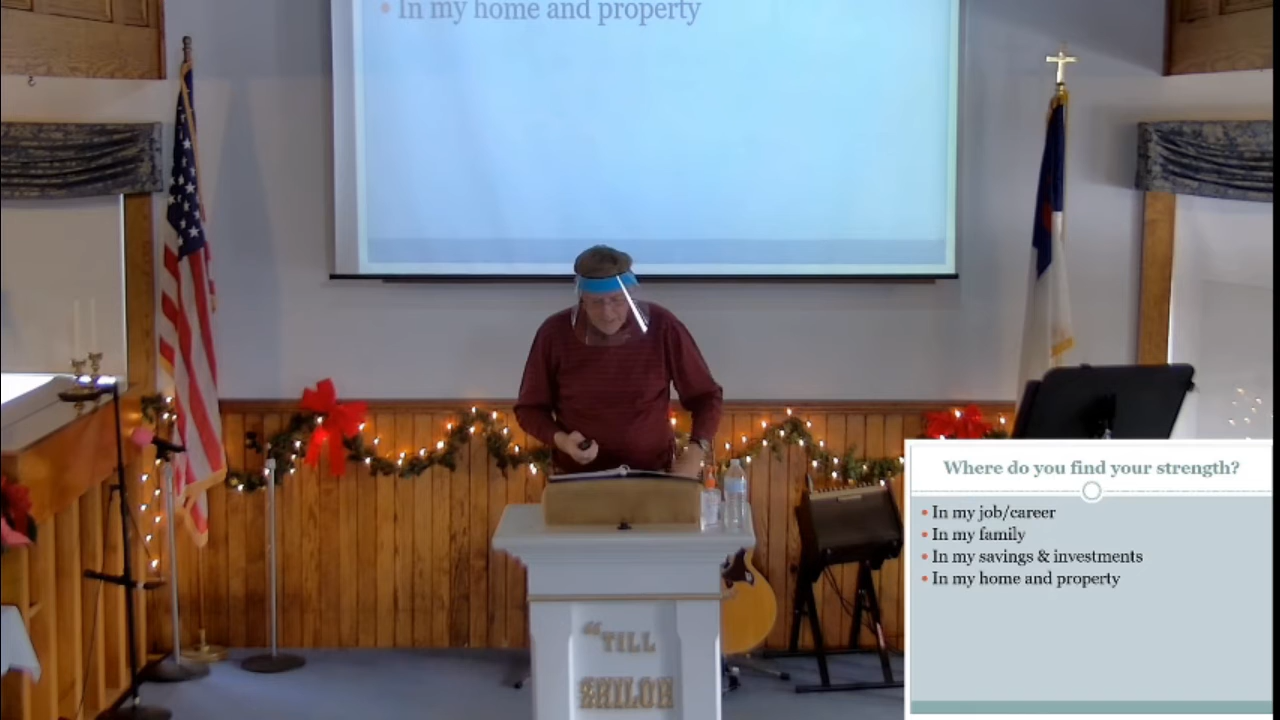 • In my home and property
Where do you find your strength?
• In my job/career
• In my family
• In my savings & investments
• In my home and property
"TILL
SHILOH